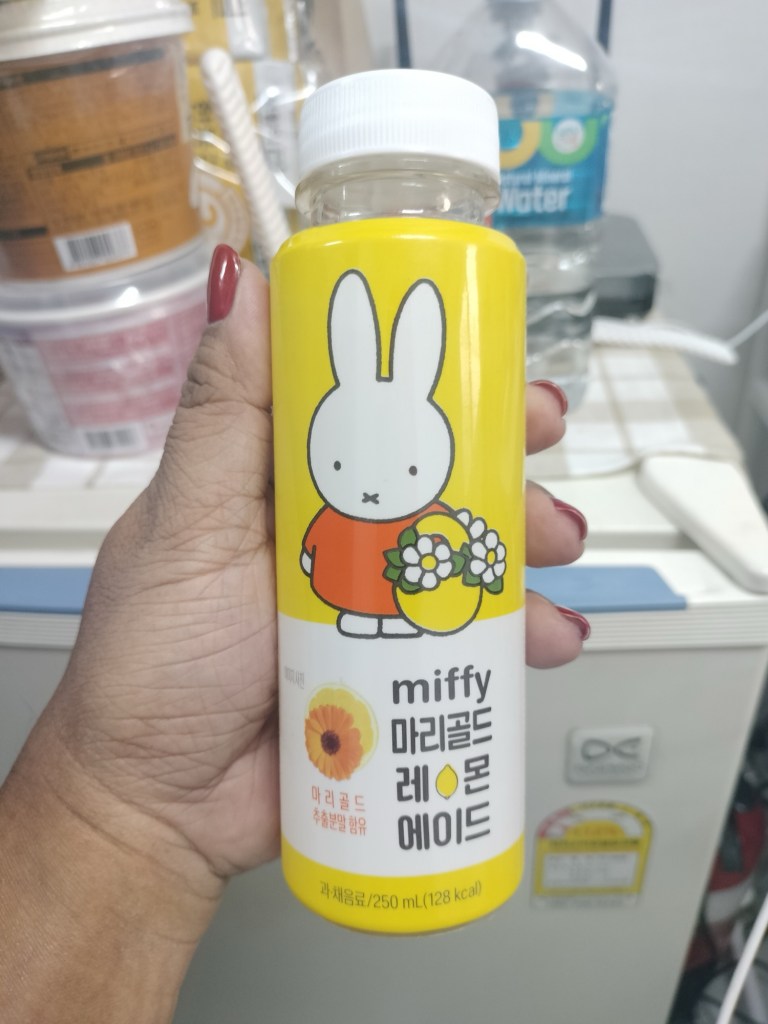 Water
miffy
마리골드
레몬
에이드
마리골드
추출분말 함유
과·채음료/250 mL(128 kcal)